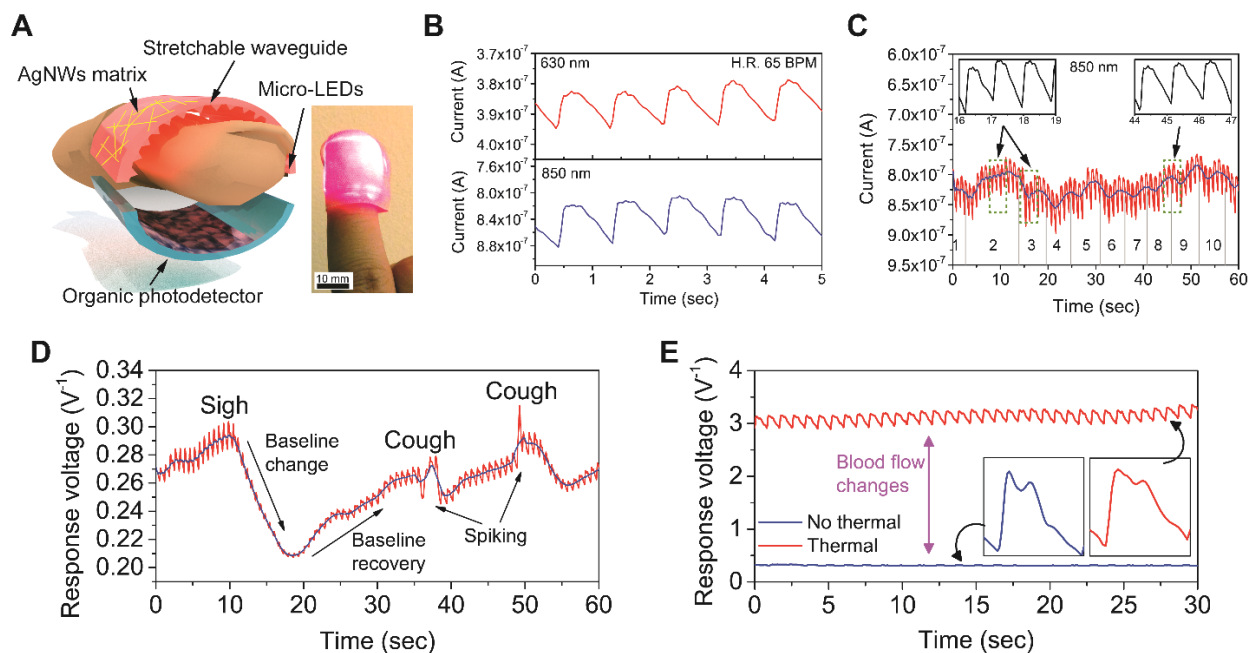 A
Stretchable waveguide
AgNWs matrix
Micro-LEDs
10 mm
Organic photodetector
B
3.7x10⁻⁷
3.8x10⁻⁷
3.9x10⁻⁷
4.0x10⁻⁷
7.6x10⁻⁷
8.0x10⁻⁷
8.4x10⁻⁷
8.8x10⁻⁷
Current (A)
Current (A)
630 nm
H.R. 65 BPM
850 nm
0 1 2 3 4 5
Time (sec)
C
6.0x10⁻⁷
6.5x10⁻⁷
7.0x10⁻⁷
7.5x10⁻⁷
8.0x10⁻⁷
8.5x10⁻⁷
9.0x10⁻⁷
9.5x10⁻⁷
Current (A)
850 nm
16 17 18 19
44 45 46 47
1 2 3 4 5 6 7 8 9 10
0 10 20 30 40 50 60
Time (sec)
D
0.34
0.32
0.30
0.28
0.26
0.24
0.22
0.20
Response voltage (V⁻¹)
Sigh
Baseline
change
Cough
Cough
Baseline
recovery
Spiking
0 10 20 30 40 50 60
Time (sec)
E
4
3
2
1
0
Response voltage (V⁻¹)
Blood flow
changes
No thermal
Thermal
0 5 10 15 20 25 30
Time (sec)